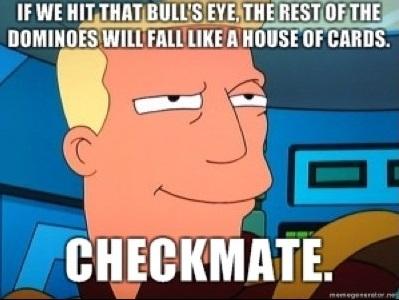 IF WE HIT THAT BULL'S EYE, THE REST OF THE
DOMINOES WILL FALL LIKE A HOUSE OF CARDS.
CHECKMATE.
memegenerator.net